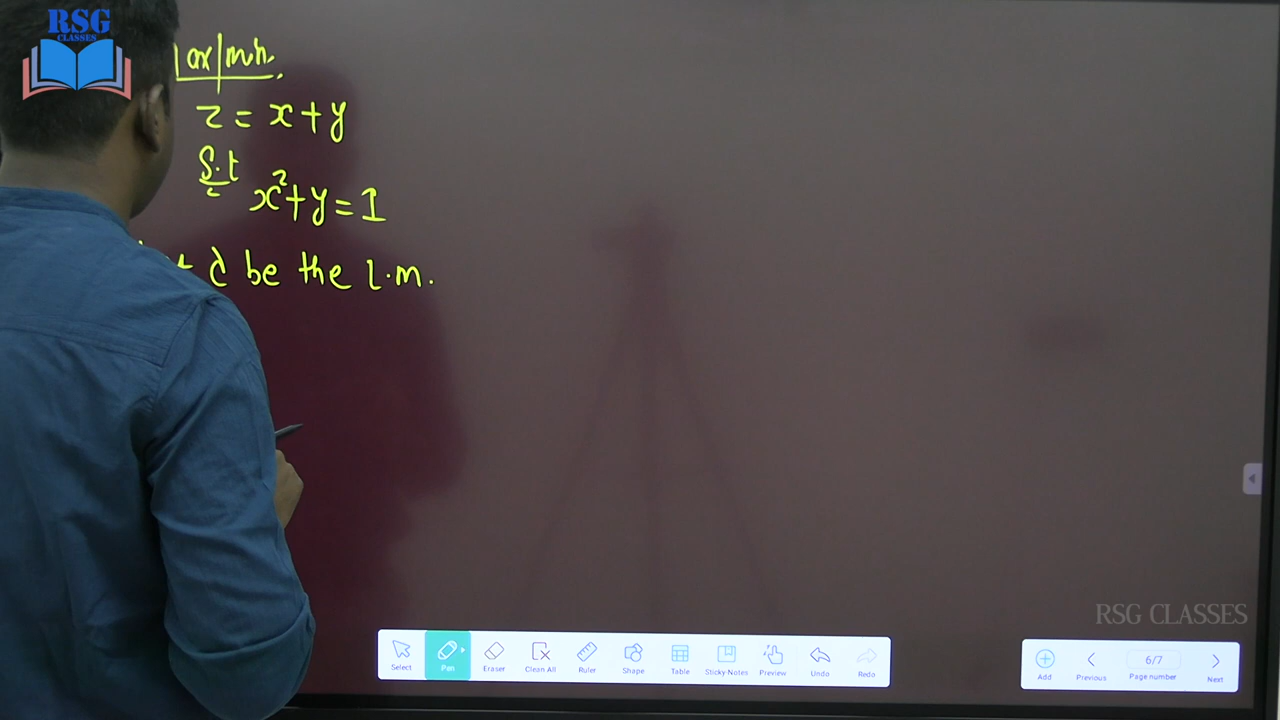 RSG
CLASSES
ax/min.
z = x + y
S.t
x² + y = 1
λ be the L.m.
RSG CLASSES
Select
Pen
Eraser
Clean All
Ruler
Shape
Table
Sticky-Notes
Preview
Undo
Redo
Add
Previous
6/7
Page number
Next